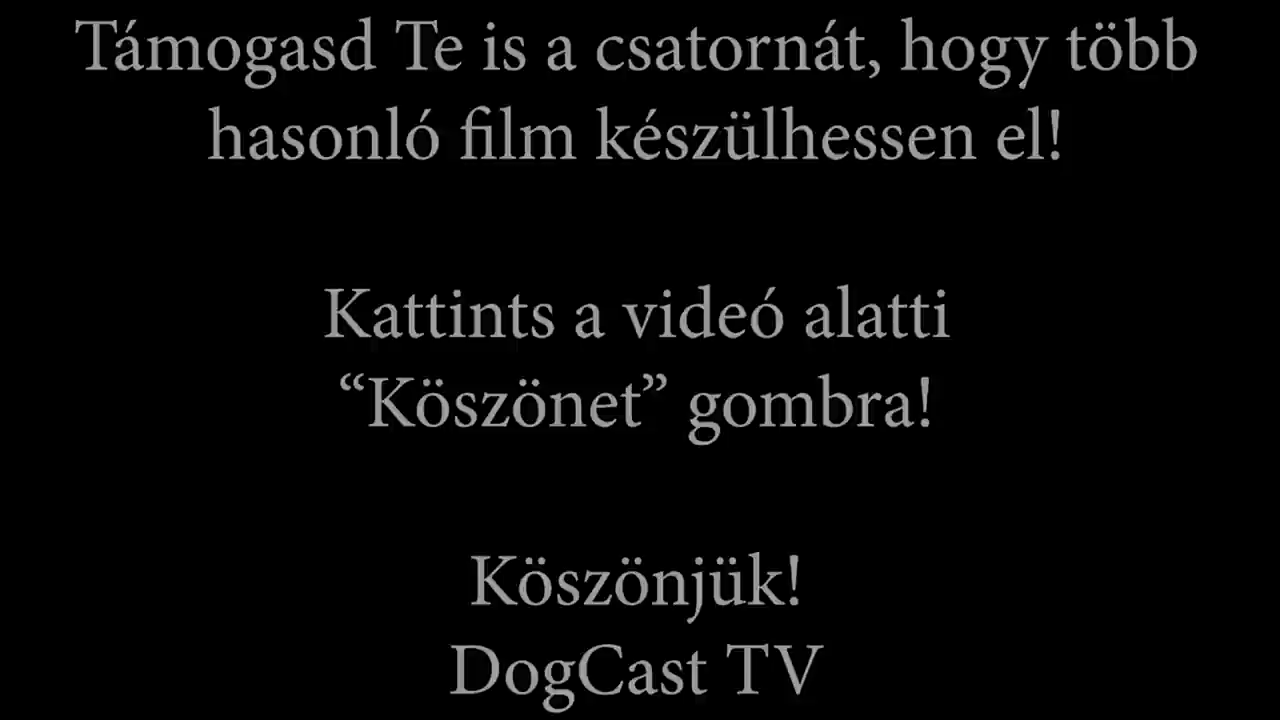 Támogasd Te is a csatornát, hogy több
hasonló film készülhessen el!
Kattints a videó alatti
“Köszönet” gombra!
Köszönjük!
DogCast TV